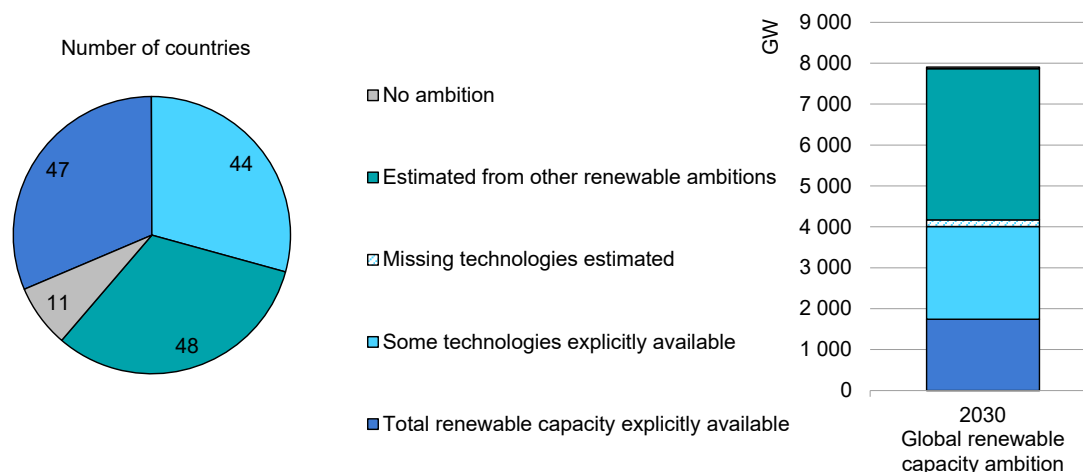 Number of countries
47
44
11
48
No ambition
Estimated from other renewable ambitions
Missing technologies estimated
Some technologies explicitly available
Total renewable capacity explicitly available
GW
9 000
8 000
7 000
6 000
5 000
4 000
3 000
2 000
1 000
0
2030
Global renewable
capacity ambition